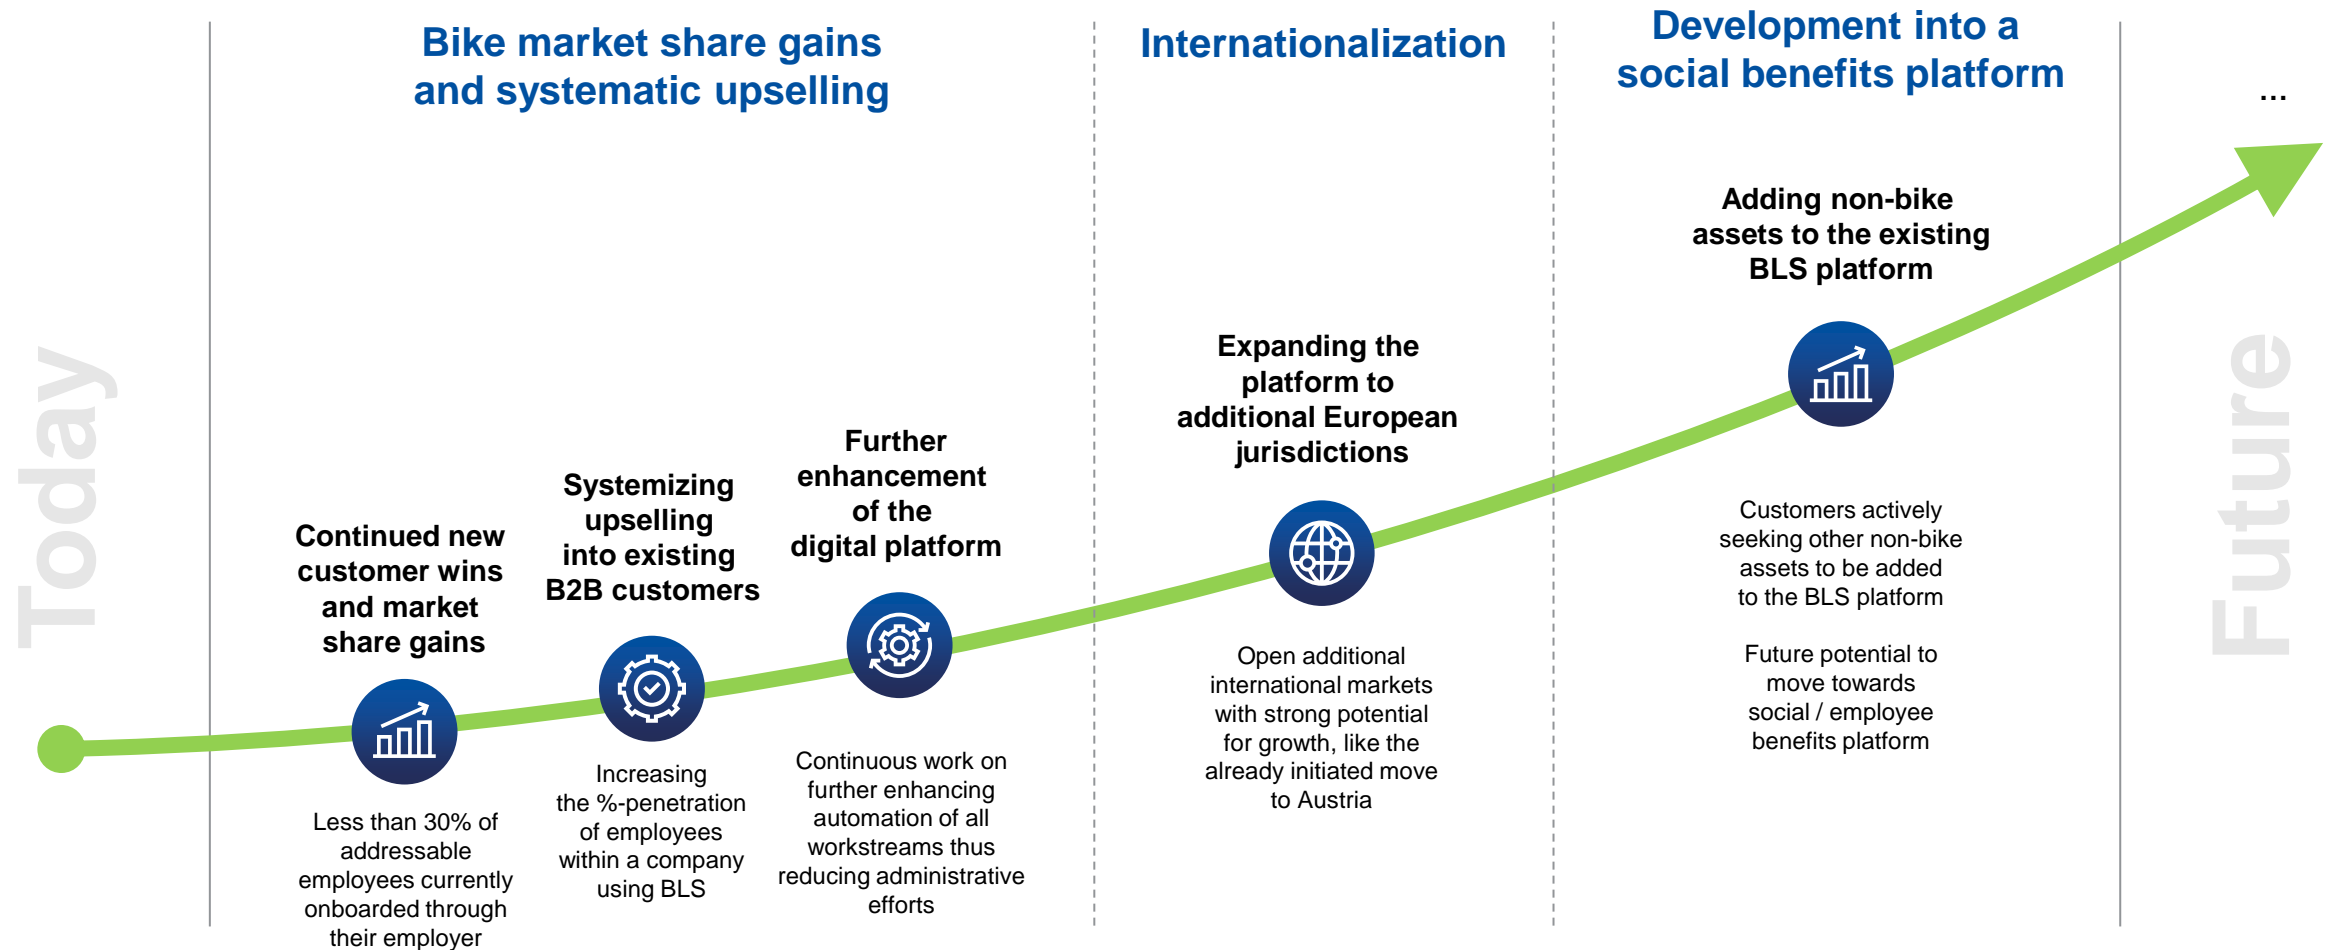 Today
Bike market share gains
and systematic upselling
Continued new
customer wins
and market
share gains
Less than 30% of
addressable
employees currently
onboarded through
their employer
Systemizing
upselling
into existing
B2B customers
Increasing
the %-penetration
of employees
within a company
using BLS
Further
enhancement
of the
digital platform
Continuous work on
further enhancing
automation of all
workstreams thus
reducing administrative
efforts
Internationalization
Expanding the
platform to
additional European
jurisdictions
Open additional
international markets
with strong potential
for growth, like the
already initiated move
to Austria
Development into a
social benefits platform
Adding non-bike
assets to the existing
BLS platform
Customers actively
seeking other non-bike
assets to be added
to the BLS platform
Future potential to
move towards
social / employee
benefits platform
...
Future